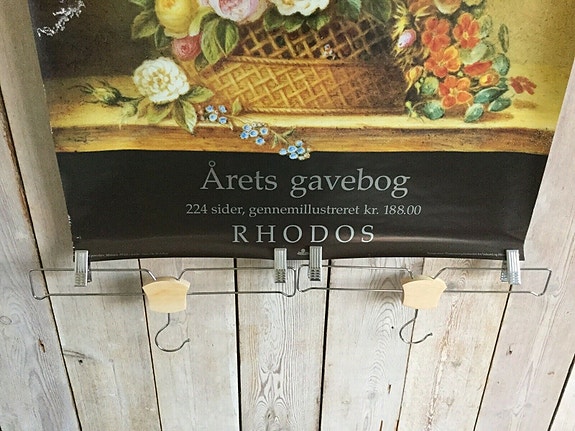 Årets gavebog
224 sider, gennemillustreret kr. 188.00
RHODOS